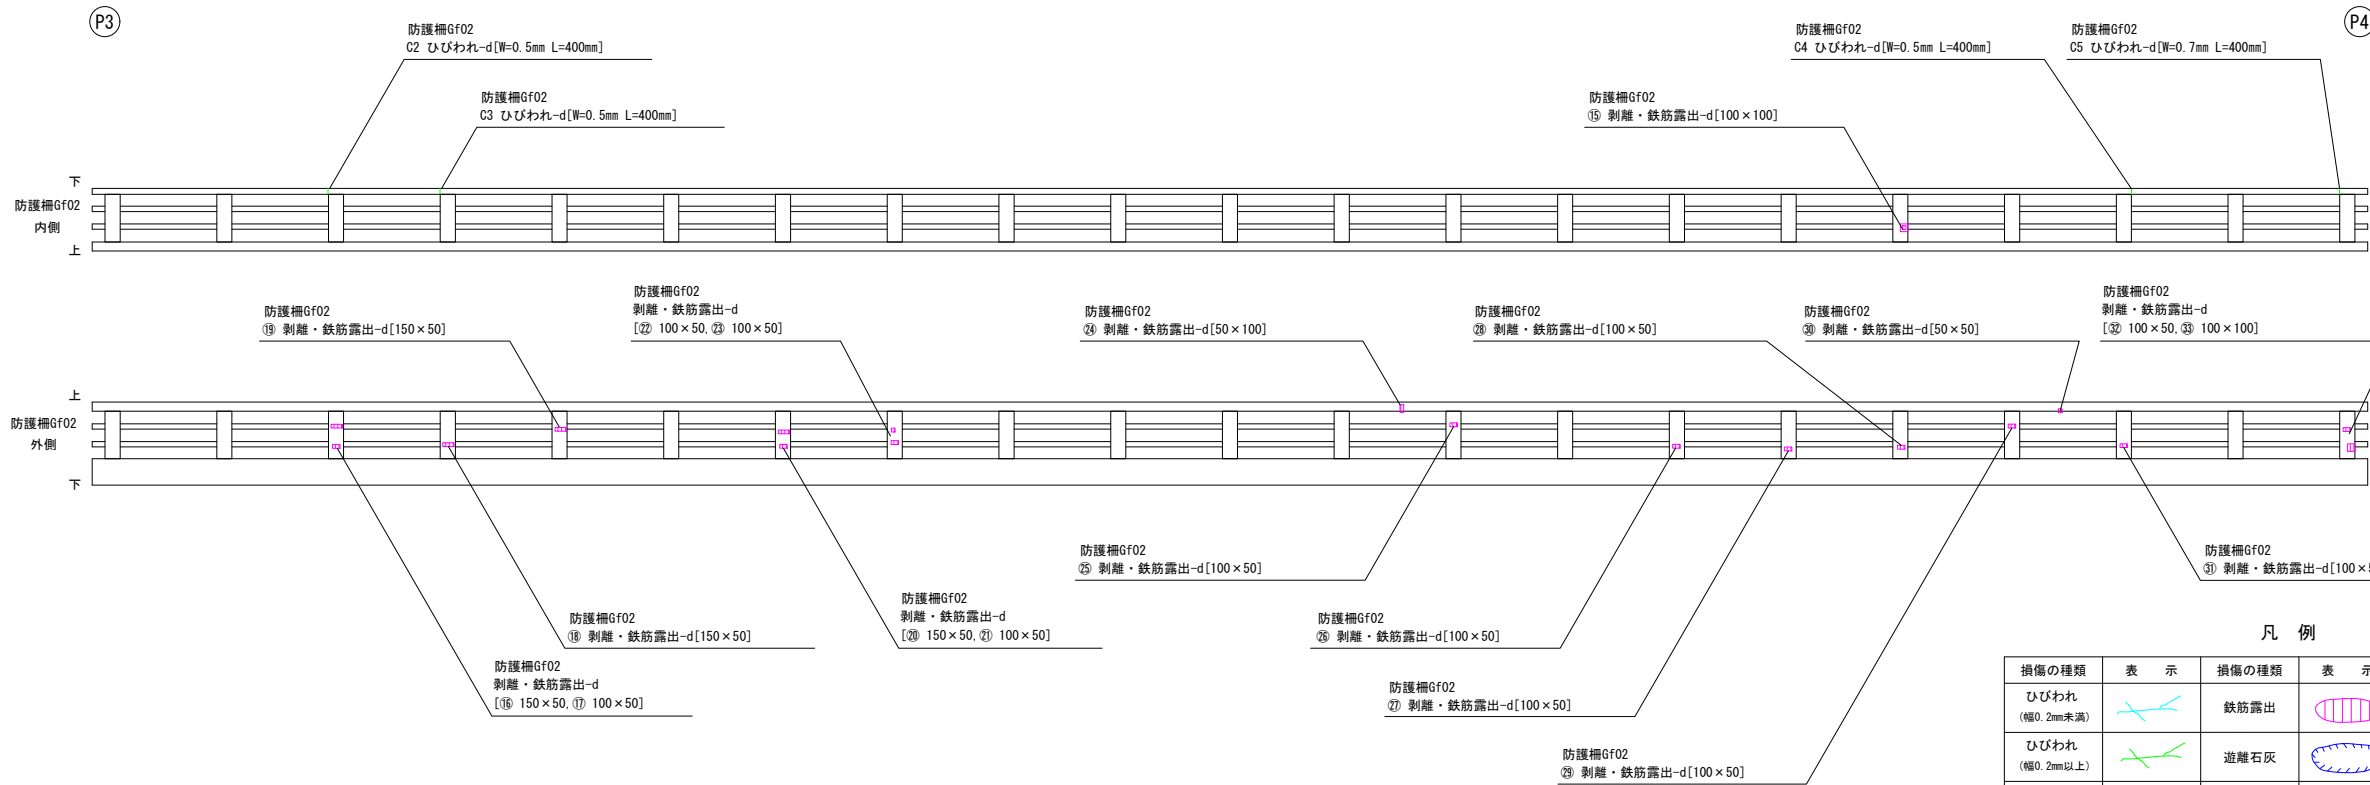 P3
P4
防護柵Gf02
C2 ひびわれ-d[W=0.5mm L=400mm]
防護柵Gf02
C3 ひびわれ-d[W=0.5mm L=400mm]
防護柵Gf02
C4 ひびわれ-d[W=0.5mm L=400mm]
防護柵Gf02
C5 ひびわれ-d[W=0.7mm L=400mm]
防護柵Gf02
⑮ 剥離・鉄筋露出-d[100×100]
下
防護柵Gf02
内側
上
防護柵Gf02
⑲ 剥離・鉄筋露出-d[150×50]
防護柵Gf02
剥離・鉄筋露出-d
[㉒ 100×50,㉓ 100×50]
防護柵Gf02
㉔ 剥離・鉄筋露出-d[50×100]
防護柵Gf02
㉘ 剥離・鉄筋露出-d[100×50]
防護柵Gf02
㉚ 剥離・鉄筋露出-d[50×50]
防護柵Gf02
剥離・鉄筋露出-d
[㉜ 100×50,㉝ 100×100]
上
防護柵Gf02
外側
下
防護柵Gf02
㉕ 剥離・鉄筋露出-d[100×50]
防護柵Gf02
㉛ 剥離・鉄筋露出-d[100×5
防護柵Gf02
⑱ 剥離・鉄筋露出-d[150×50]
防護柵Gf02
剥離・鉄筋露出-d
[⑳ 150×50,㉑ 100×50]
防護柵Gf02
㉖ 剥離・鉄筋露出-d[100×50]
防護柵Gf02
剥離・鉄筋露出-d
[⑯ 150×50,⑰ 100×50]
防護柵Gf02
㉗ 剥離・鉄筋露出-d[100×50]
防護柵Gf02
㉙ 剥離・鉄筋露出-d[100×50]
凡 例
損傷の種類 表 示 損傷の種類 表 示
ひびわれ
(幅0.2mm未満)
鉄筋露出
ひびわれ
(幅0.2mm以上)
遊離石灰